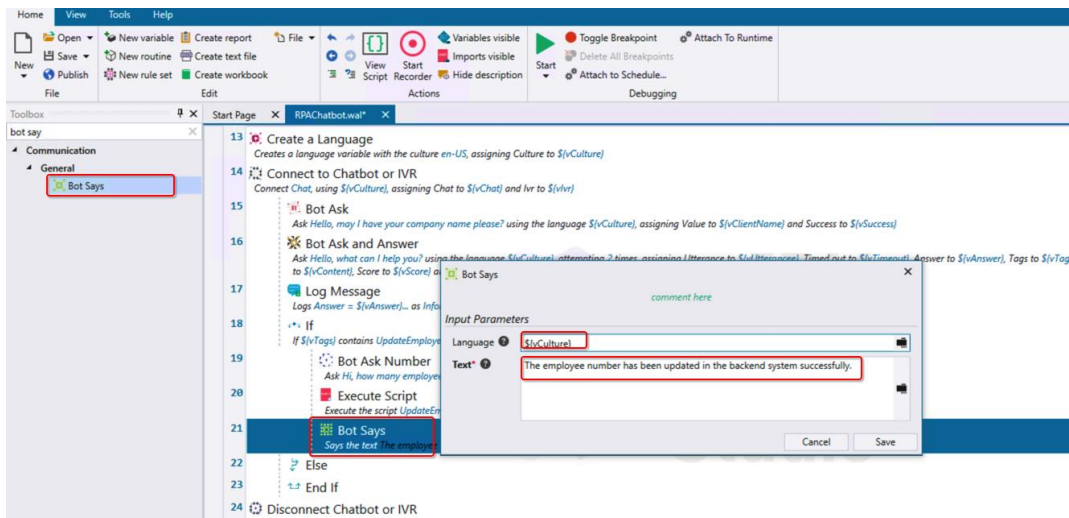 Home View Tools Help
New Open Save Publish
File
New variable New routine New rule set
Create report Create text file Create workbook
File
Edit
View Script
Start Recorder
Variables visible
Imports visible
Hide description
Actions
Start
Toggle Breakpoint
Delete All Breakpoints
Attach to Schedule...
Attach To Runtime
Debugging
Toolbox
bot say
Communication
General
Bot Says
Start Page RPAChatbot.wal*
13 Create a Language
Creates a language variable with the culture en-US, assigning Culture to ${vCulture}
14 Connect to Chatbot or IVR
Connect Chat, using ${vCulture}, assigning Chat to ${vChat} and Ivr to ${vIvr}
15 Bot Ask
Ask Hello, may I have your company name please? using the language ${vCulture}, assigning Value to ${vClientName} and Success to ${vSuccess}
16 Bot Ask and Answer
Ask Hello, what can I help you? using the language ${vCulture}, attempting 2 times, assigning Utterance to ${vUtterances}, Timed out to ${vTimeout}, Answer to ${vAnswer}, Tags to ${vTag
to ${vContent}, Score to ${vScore}
17 Log Message
Logs Answer = ${vAnswer}... as Info
18 If
If ${vTags} contains UpdateEmploye
19 Bot Ask Number
Ask Hi, how many employee
20 Execute Script
Execute the script UpdateEm
21 Bot Says
Says the text The employee
22 Else
23 End If
24 Disconnect Chatbot or IVR
Bot Says
comment here
Input Parameters
Language ${vCulture}
Text* The employee number has been updated in the backend system successfully.
Cancel Save